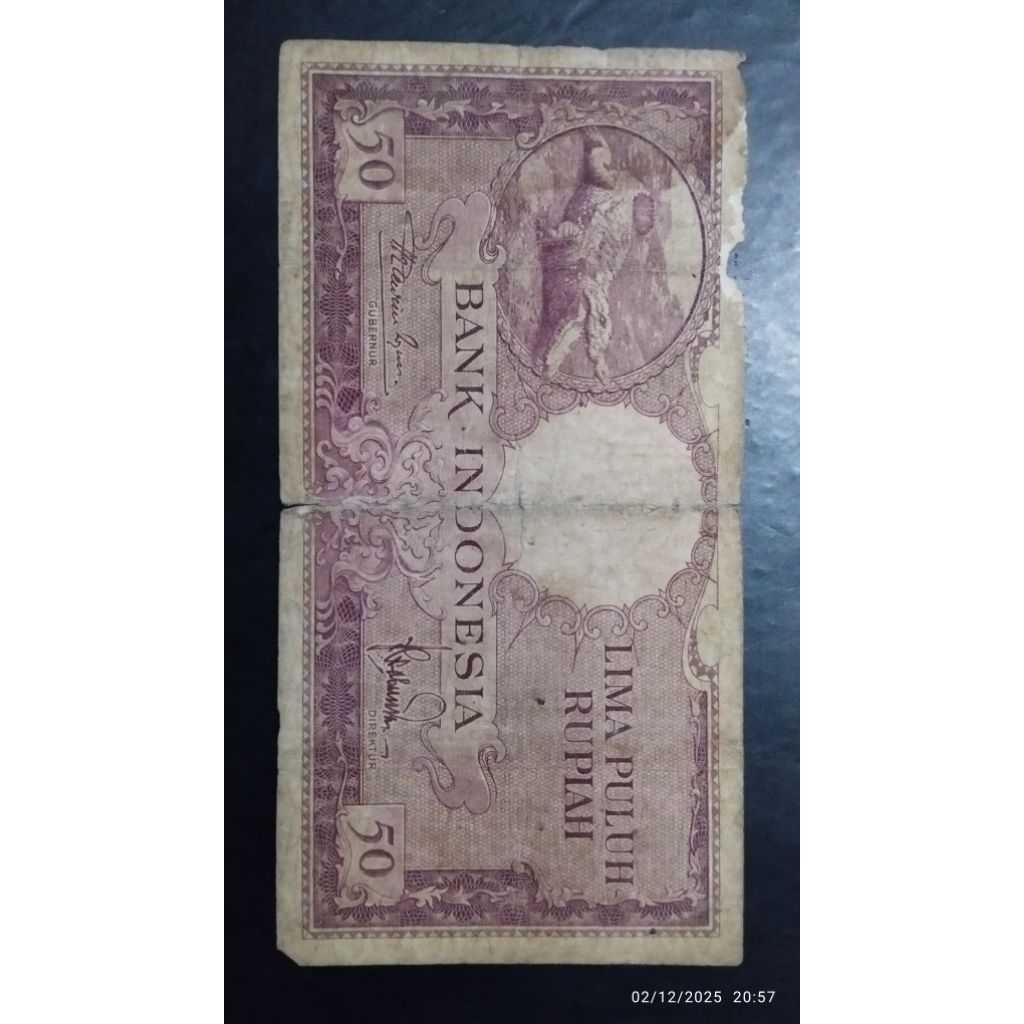 50
50
BANK INDONESIA
GUBERNUR
DIREKTUR
LIMA PULUH
RUPIAH
02/12/2025 20:57